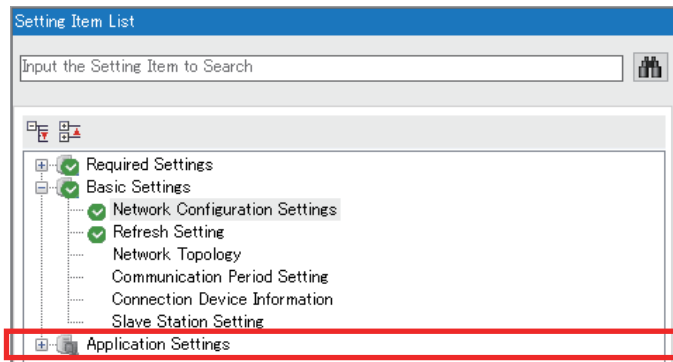 Setting Item List
Input the Setting Item to Search
Required Settings
Basic Settings
Network Configuration Settings
Refresh Setting
Network Topology
Communication Period Setting
Connection Device Information
Slave Station Setting
Application Settings